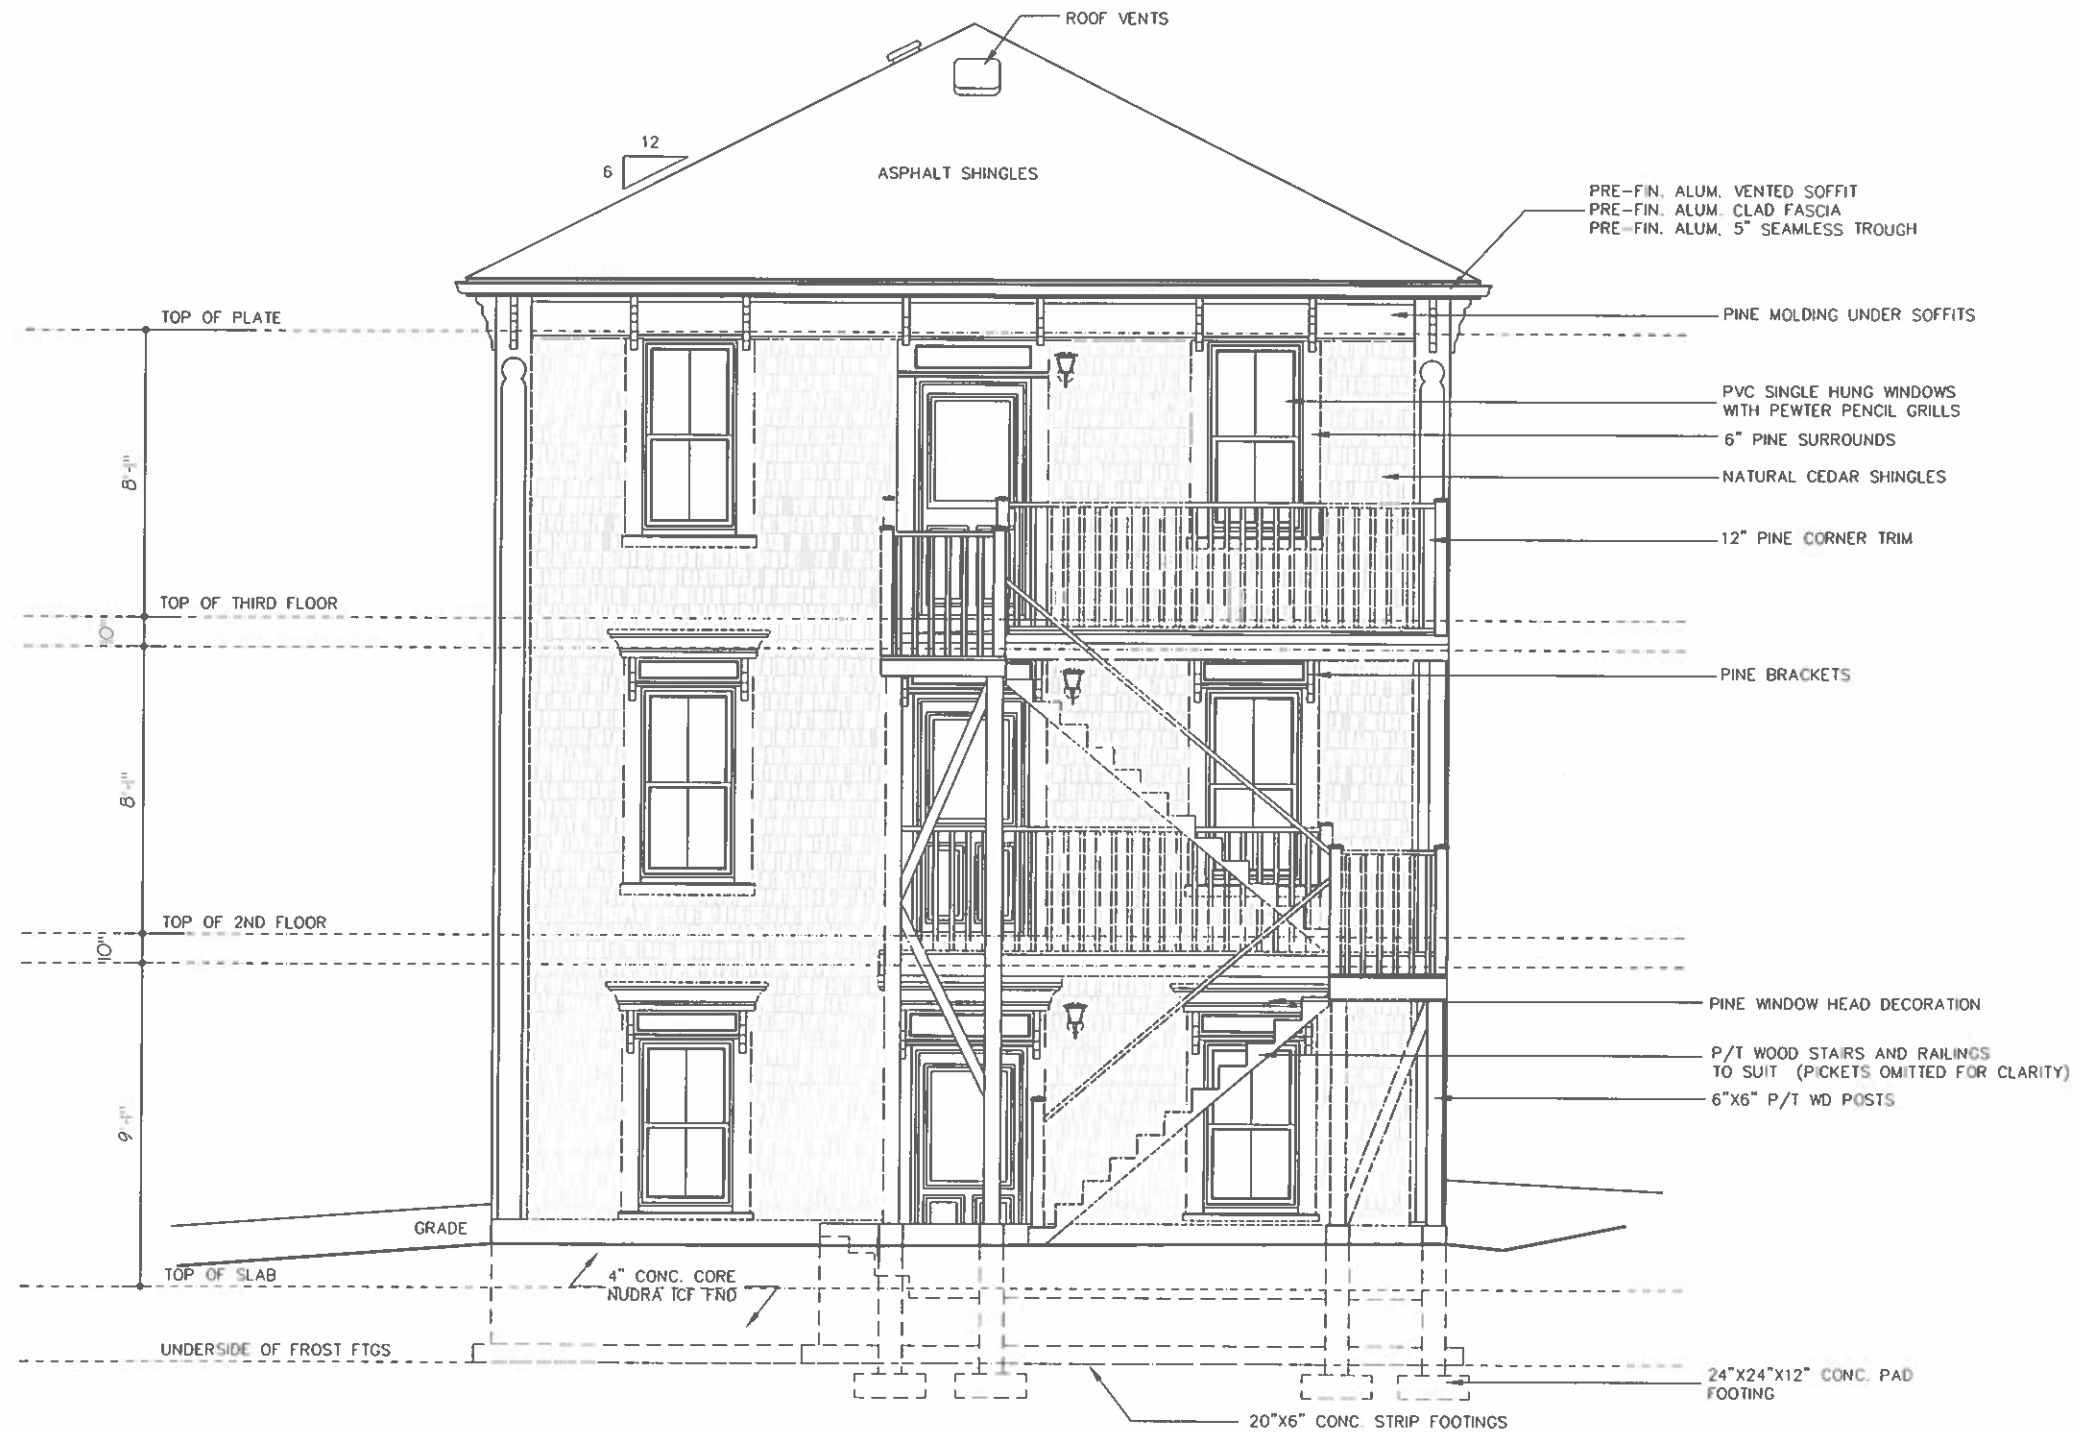 ROOF VENTS
12
6
ASPHALT SHINGLES
PRE-FIN. ALUM. VENTED SOFFIT
PRE-FIN. ALUM. CLAD FASCIA
PRE-FIN. ALUM. 5" SEAMLESS TROUGH
TOP OF PLATE
PINE MOLDING UNDER SOFFITS
PVC SINGLE HUNG WINDOWS
WITH PEWTER PENCIL GRILLS
6" PINE SURROUNDS
8'-1"
NATURAL CEDAR SHINGLES
12" PINE CORNER TRIM
TOP OF THIRD FLOOR
10"
PINE BRACKETS
8'-1"
TOP OF 2ND FLOOR
10"
PINE WINDOW HEAD DECORATION
P/T WOOD STAIRS AND RAILINGS
TO SUIT (PICKETS OMITTED FOR CLARITY)
6"X6" P/T WD POSTS
9'-1"
GRADE
TOP OF SLAB
4" CONC. CORE
NUDRA ICF FND
UNDERSIDE OF FROST FTGS
24"X24"X12" CONC. PAD
FOOTING
20"X6" CONC. STRIP FOOTINGS